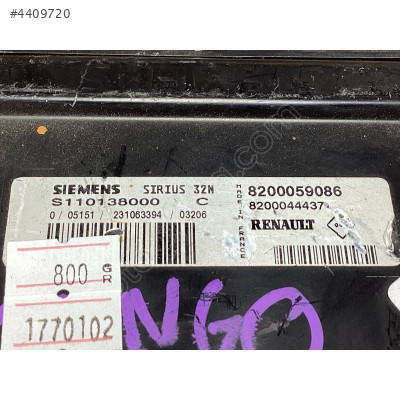 #4409720
SIEMENS SIRIUS 32N
S110138000 C
0 / 05151 / 231063394 / 03206
MADE IN FRANCE
8200059086
8200044437
RENAULT
800 GR
1770102
NGO